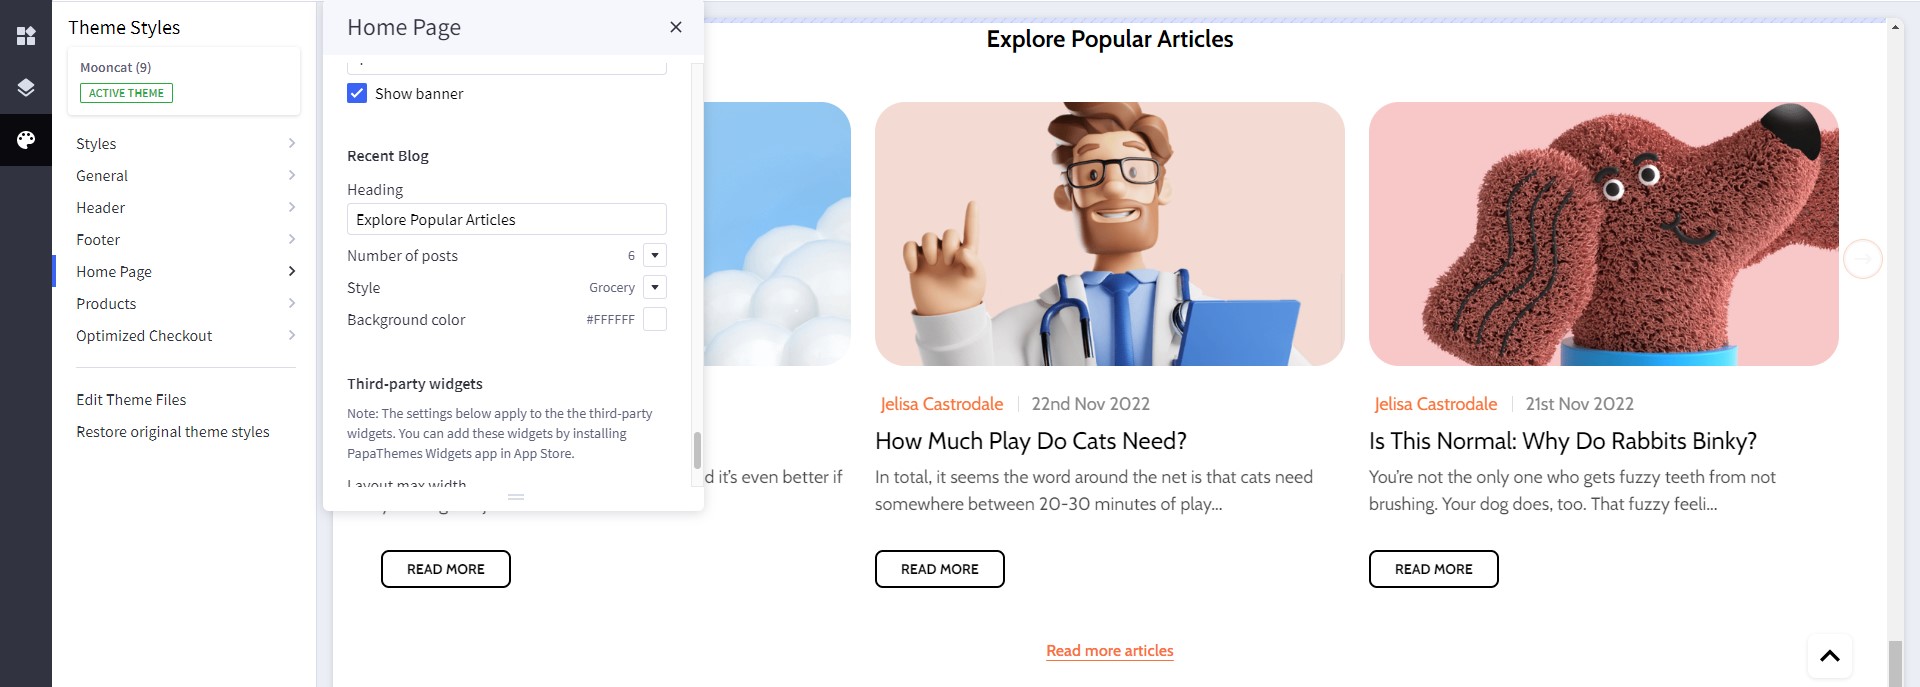 Theme Styles
Mooncat (9)
ACTIVE THEME
Styles
General
Header
Footer
Home Page
Products
Optimized Checkout
Edit Theme Files
Restore original theme styles
Home Page
Show banner
Recent Blog
Heading
Explore Popular Articles
Number of posts 6
Style Grocery
Background color #FFFFFF
Third-party widgets
Note: The settings below apply to the the third-party
widgets. You can add these widgets by installing
PapaThemes Widgets app in App Store.
Layout max width
Explore Popular Articles
d it's even better if
READ MORE
Jelisa Castrodale 22nd Nov 2022
How Much Play Do Cats Need?
In total, it seems the word around the net is that cats need
somewhere between 20-30 minutes of play...
READ MORE
Jelisa Castrodale 21st Nov 2022
Is This Normal: Why Do Rabbits Binky?
You're not the only one who gets fuzzy teeth from not
brushing. Your dog does, too. That fuzzy feeli...
READ MORE
Read more articles